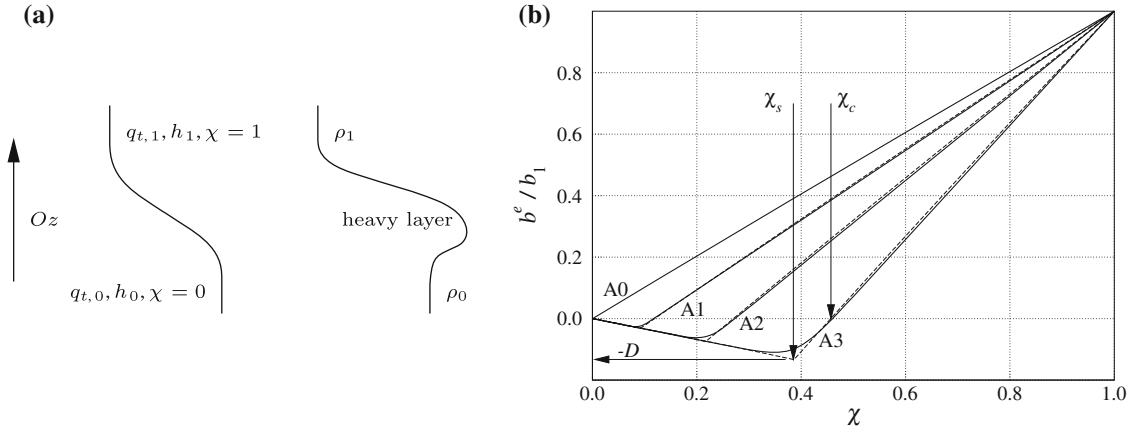 (a)
Oz
q_{t,1}, h_1, χ = 1
q_{t,0}, h_0, χ = 0
ρ_1
heavy layer
ρ_0
(b)
b^e / b_1
0.8
0.6
0.4
0.2
0.0
χ_s
χ_c
A0
A1
A2
A3
-D
0.0 0.2 0.4 0.6 0.8 1.0
χ